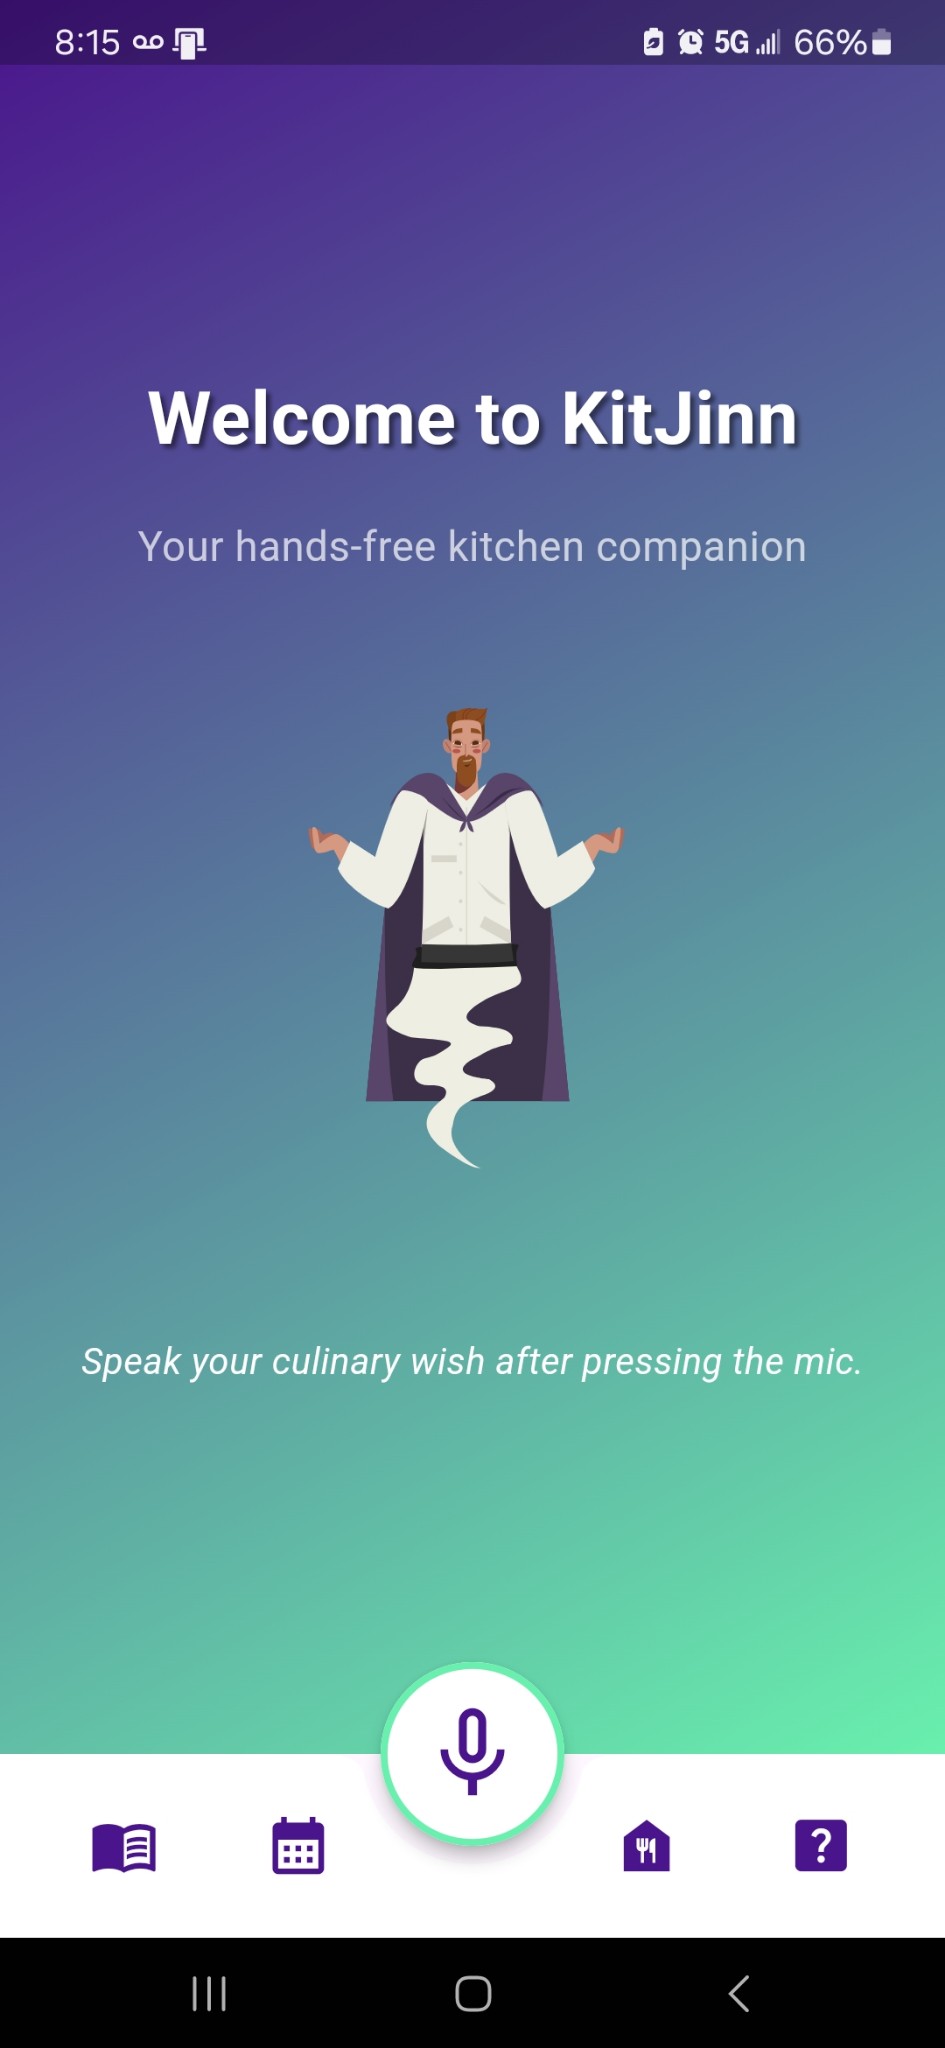 8:15 5G 66%
Welcome to KitJinn
Your hands-free kitchen companion
Speak your culinary wish after pressing the mic.
?